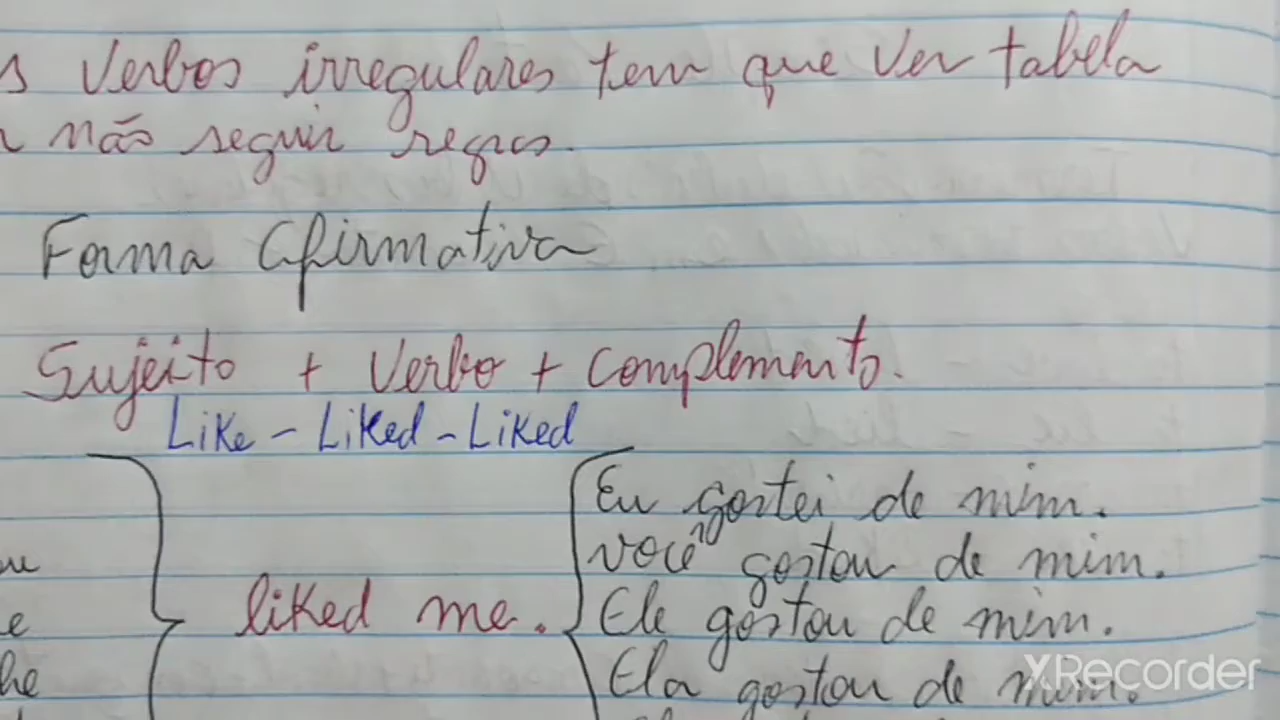 s Verbos irregulares tem que ver tabela
r não seguir regras.
Forma Afirmativa
Sujeito + Verbo + complemento.
Like - Liked - Liked
Eu gostei de mim.
você gostou de mim.
e
he
liked me.
Ele gostou de mim.
Ela gostou de mim.
XRecorder